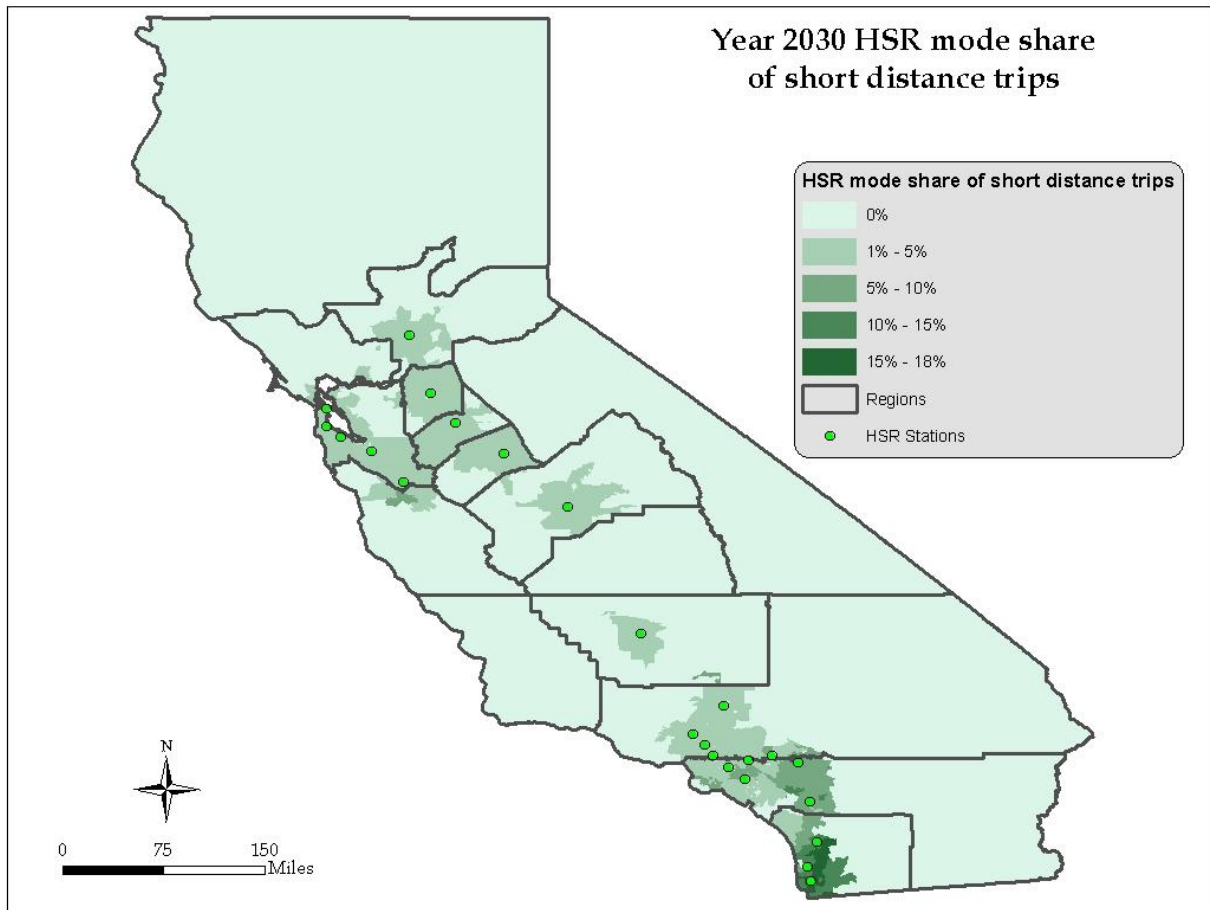 Year 2030 HSR mode share
of short distance trips
HSR mode share of short distance trips
0%
1% - 5%
5% - 10%
10% - 15%
15% - 18%
Regions
HSR Stations
N
0 75 150
Miles